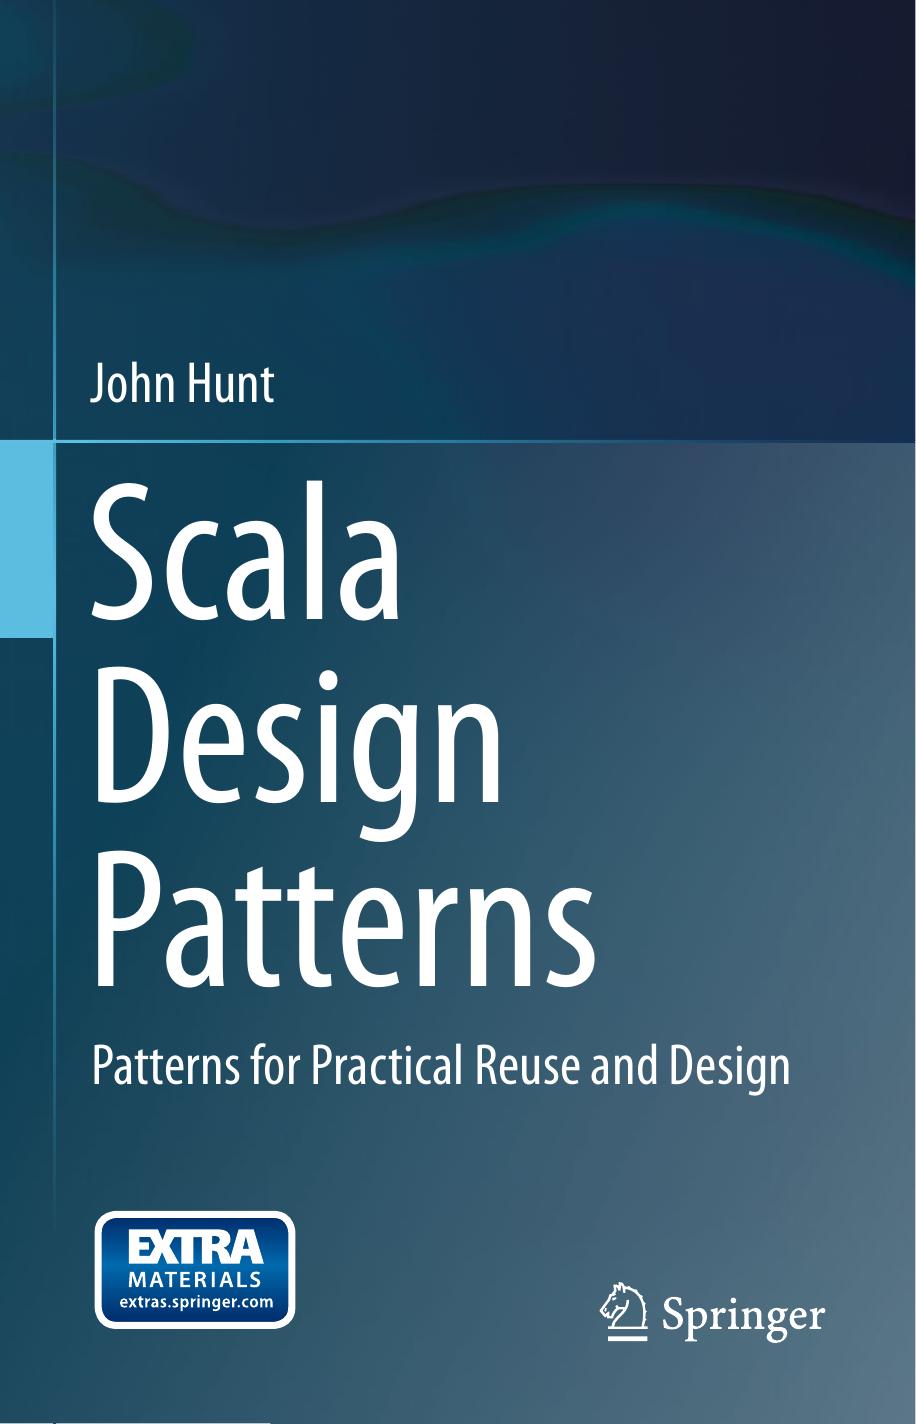 John Hunt
Scala
Design
Patterns
Patterns for Practical Reuse and Design
EXTRA
MATERIALS
extras.springer.com
Springer